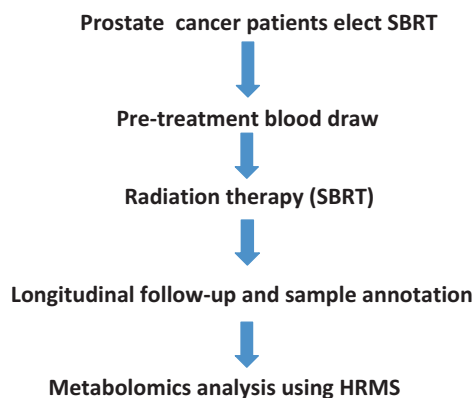 Prostate cancer patients elect SBRT
Pre-treatment blood draw
Radiation therapy (SBRT)
Longitudinal follow-up and sample annotation
Metabolomics analysis using HRMS